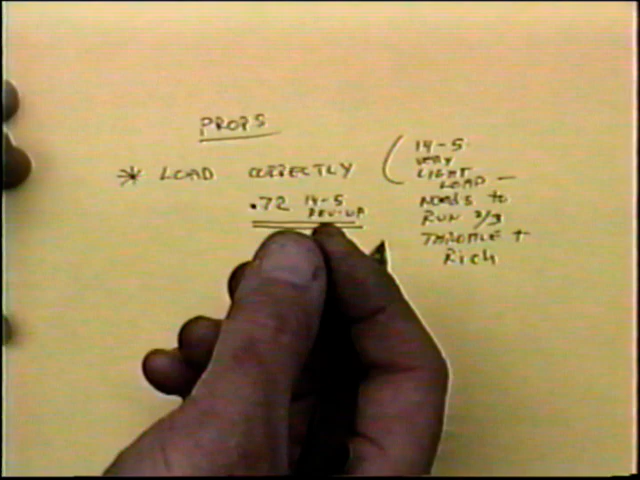 PROPS
* LOAD CORRECTLY
.72 14-5
REV-UP
(14-5
VERY
LIGHT
LOAD -
NEEDS to
RUN 2/3
THROTTLE +
Rich